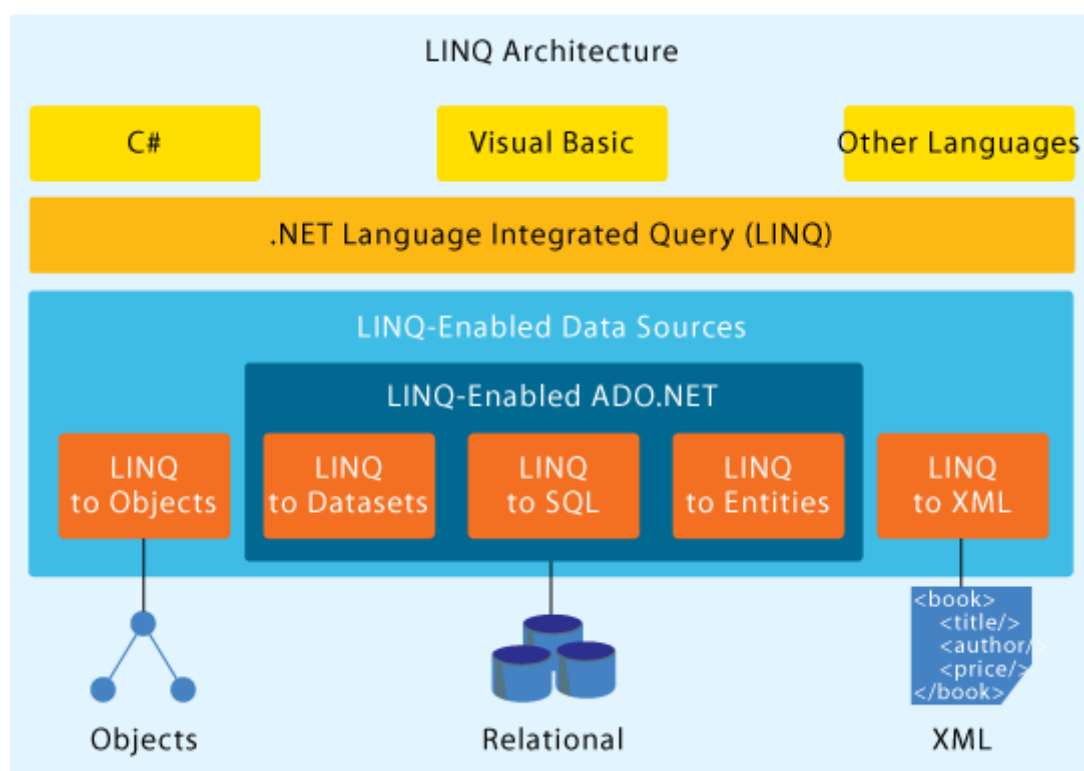 LINQ Architecture
C#
Visual Basic
Other Languages
.NET Language Integrated Query (LINQ)
LINQ-Enabled Data Sources
LINQ-Enabled ADO.NET
LINQ
to Objects
LINQ
to Datasets
LINQ
to SQL
LINQ
to Entities
LINQ
to XML
<book>
<title/>
<author/>
<price/>
</book>
Objects
Relational
XML